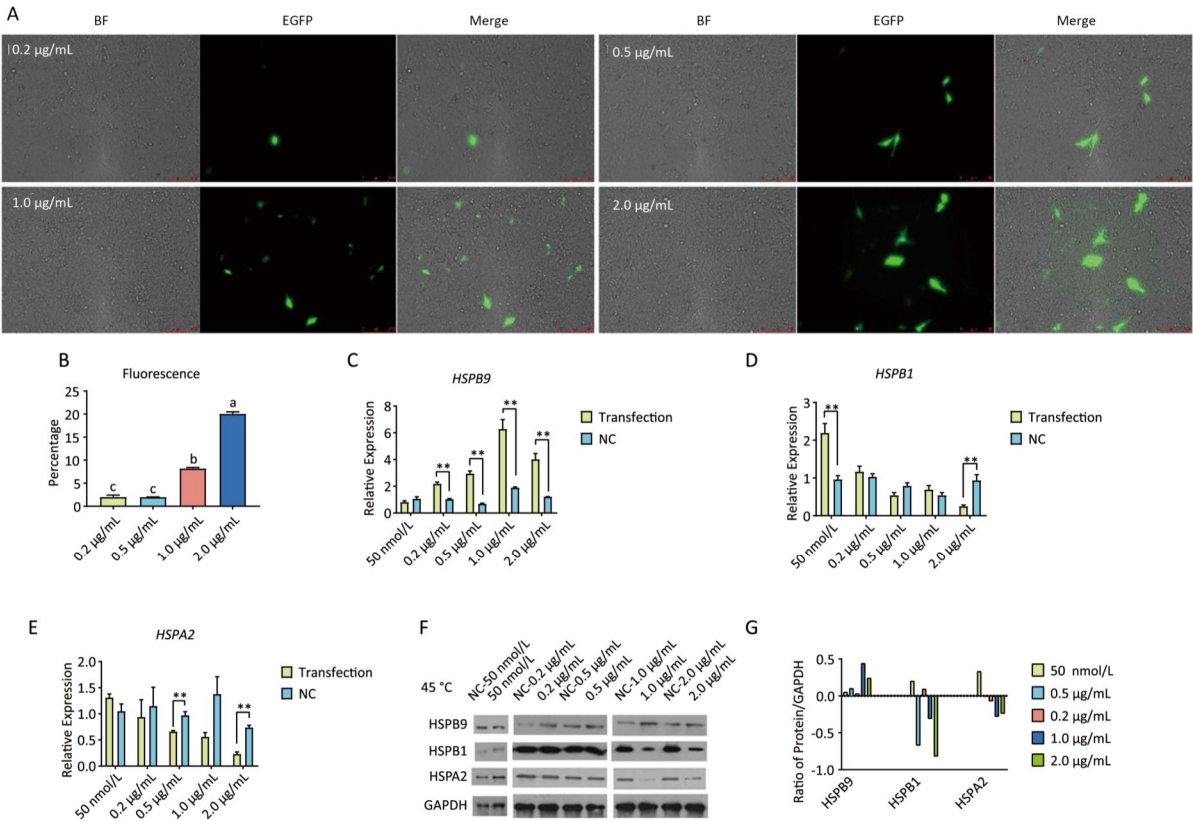 A
BF EGFP Merge BF EGFP Merge
0.2 μg/mL 0.5 μg/mL
1.0 μg/mL 2.0 μg/mL
B
Fluorescence
Percentage
25
20
15
10
5
0
c c b a
0.2 μg/mL 0.5 μg/mL 1.0 μg/mL 2.0 μg/mL
C
HSPB9
Relative Expression
8
6
4
2
0
** ** ** **
50 nmol/L 0.2 μg/mL 0.5 μg/mL 1.0 μg/mL 2.0 μg/mL
Transfection
NC
D
HSPB1
Relative Expression
3
2
1
0
** **
50 nmol/L 0.2 μg/mL 0.5 μg/mL 1.0 μg/mL 2.0 μg/mL
Transfection
NC
E
HSPA2
Relative Expression
2.0
1.5
1.0
0.5
0.0
** **
50 nmol/L 0.2 μg/mL 0.5 μg/mL 1.0 μg/mL 2.0 μg/mL
Transfection
NC
F
45 °C
NC-50 nmol/L 50 nmol/L NC-0.2 μg/mL 0.2 μg/mL NC-0.5 μg/mL 0.5 μg/mL NC-1.0 μg/mL 1.0 μg/mL NC-2.0 μg/mL 2.0 μg/mL
HSPB9
HSPB1
HSPA2
GAPDH
G
Ratio of Protein/GAPDH
0.5
0.0
-0.5
-1.0
HSPB9 HSPB1 HSPA2
50 nmol/L
0.5 μg/mL
0.2 μg/mL
1.0 μg/mL
2.0 μg/mL